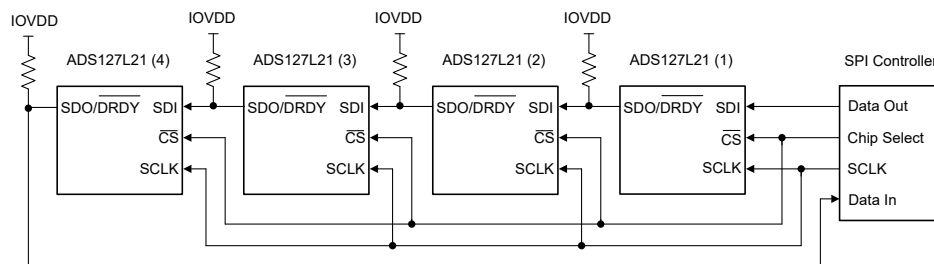 IOVDD IOVDD IOVDD IOVDD
ADS127L21 (4) ADS127L21 (3) ADS127L21 (2) ADS127L21 (1) SPI Controller
SDO/DRDY SDI SDO/DRDY SDI SDO/DRDY SDI SDO/DRDY SDI Data Out
CS CS CS CS Chip Select
SCLK SCLK SCLK SCLK SCLK
Data In